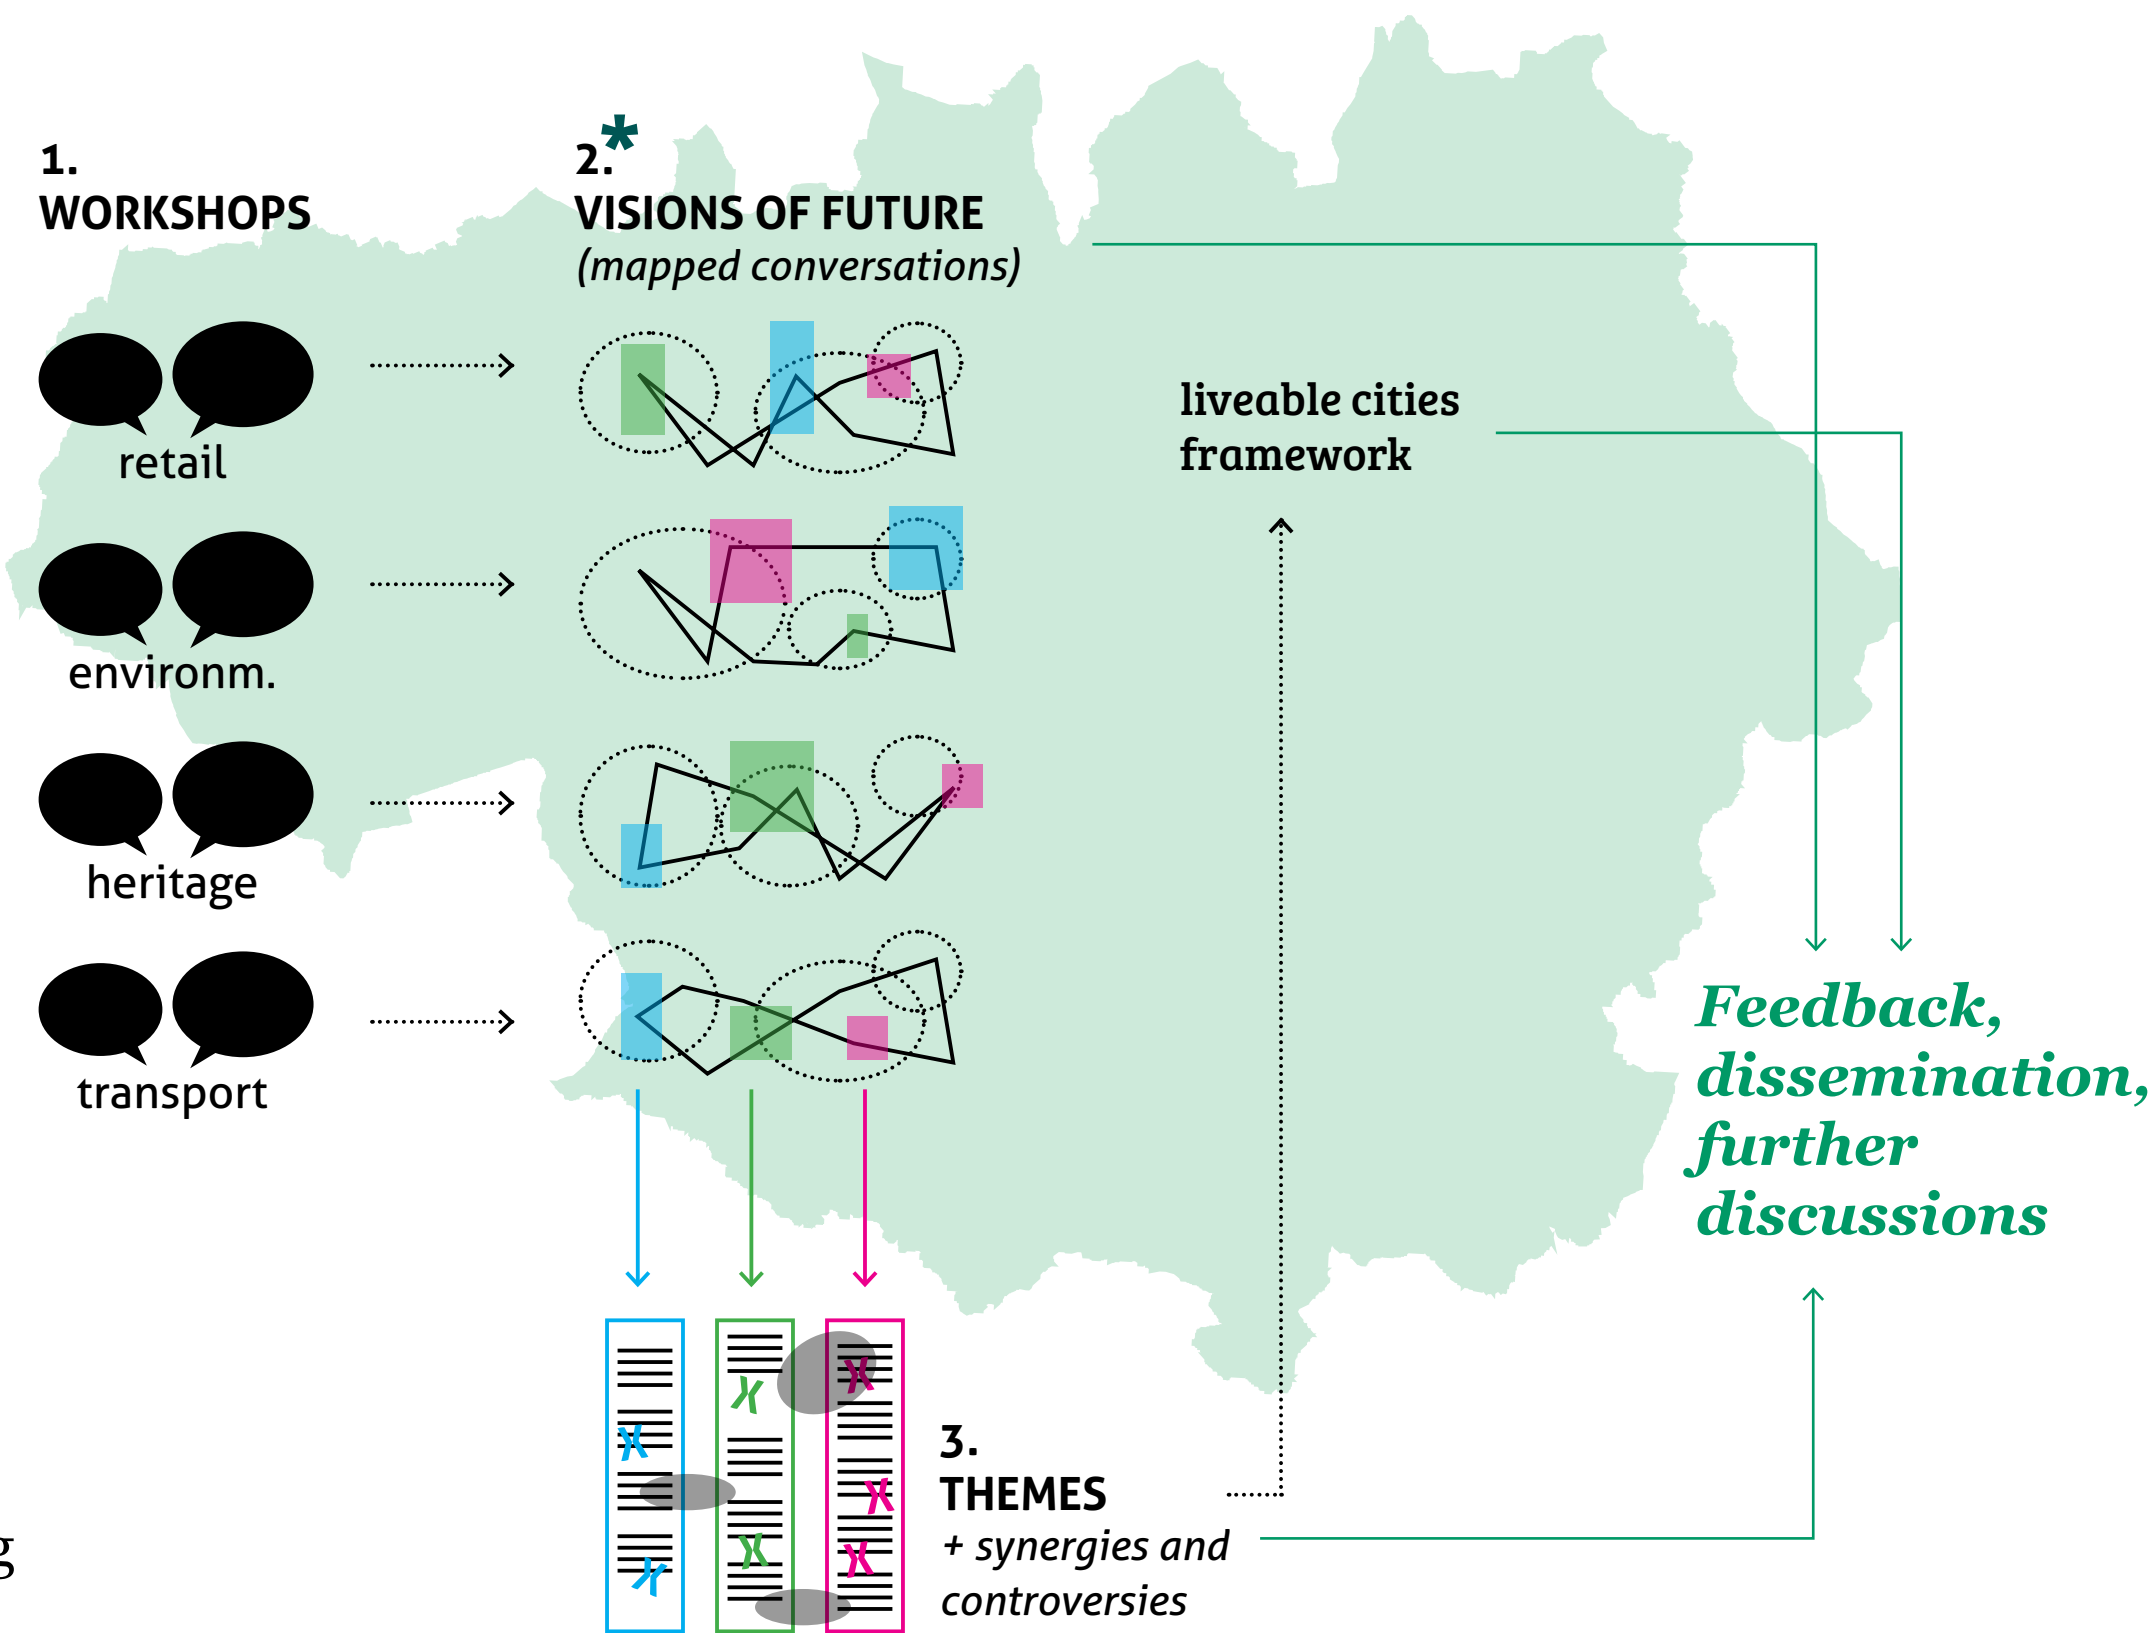 1.
WORKSHOPS
retail
environm.
heritage
transport
2.*
VISIONS OF FUTURE
(mapped conversations)
liveable cities
framework
Feedback,
dissemination,
further
discussions
3.
THEMES
+ synergies and
controversies
g